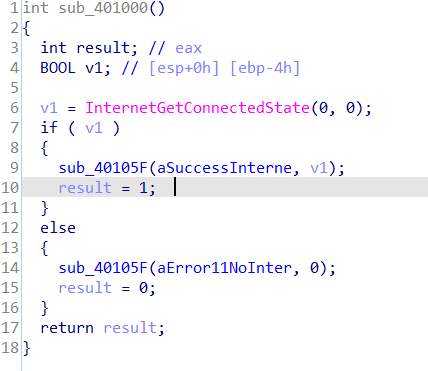 1 int sub_401000()
2 {
3   int result; // eax
4   BOOL v1; // [esp+0h] [ebp-4h]
5
6   v1 = InternetGetConnectedState(0, 0);
7   if ( v1 )
8   {
9     sub_40105F(aSuccessInterne, v1);
10     result = 1;
11   }
12   else
13   {
14     sub_40105F(aError11NoInter, 0);
15     result = 0;
16   }
17   return result;
18 }